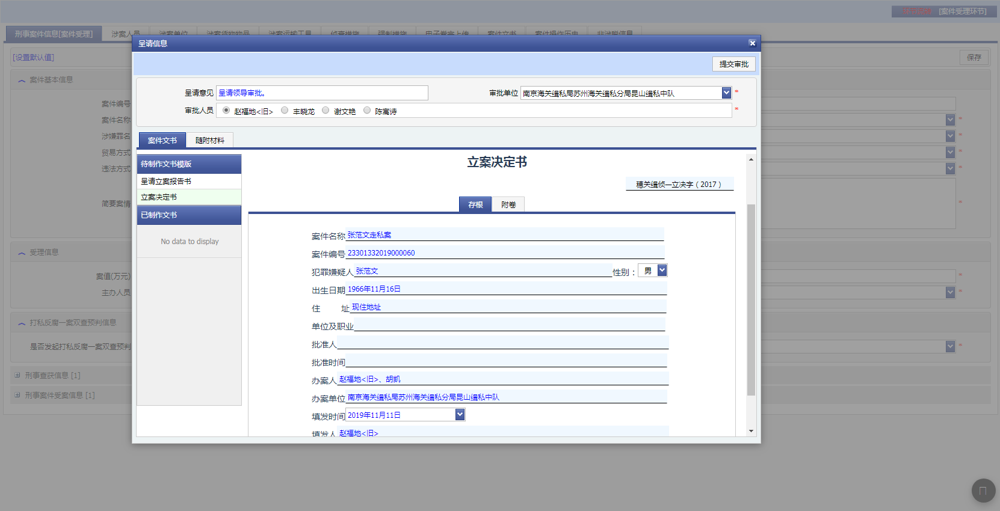 [案件受理环节]
刑事案件信息[案件受理]
涉案人员
涉案单位
涉案货物物品
涉案运输工具
侦查措施
强制措施
电子卷宗上传
案件文书
案件操作历史
非涉税信息
呈请信息
[设置默认值]
保存
提交审批
案件基本信息
呈请意见 呈请领导审批。 审批单位 南京海关缉私局苏州海关缉私分局昆山缉私中队 *
审批人员 赵福地<旧> 丰晓龙 谢文艳 陈寓诗 *
案件编号
案件名称 *
涉嫌罪名 *
贸易方式 *
违法方式 *
简要案情 *
案件文书 随附材料
待制作文书模版
呈请立案报告书
立案决定书
已制作文书
No data to display
立案决定书
穗关缉侦一立决字（2017）
存根 附卷
案件名称 张范文走私案
案件编号 23301332019000060
犯罪嫌疑人 张范文 性别： 男
出生日期 1966年11月16日
住 址 现住地址
单位及职业
批准人
批准时间
办案人 赵福地<旧>、胡凯
办案单位 南京海关缉私局苏州海关缉私分局昆山缉私中队
填发时间 2019年11月11日
填发人 赵福地<旧>
受理信息
案值(万元) *
主办人员 *
打私反腐一案双查预判信息
是否发起打私反腐一案双查预判 *
刑事查获信息 [1]
刑事案件受案信息 [1]